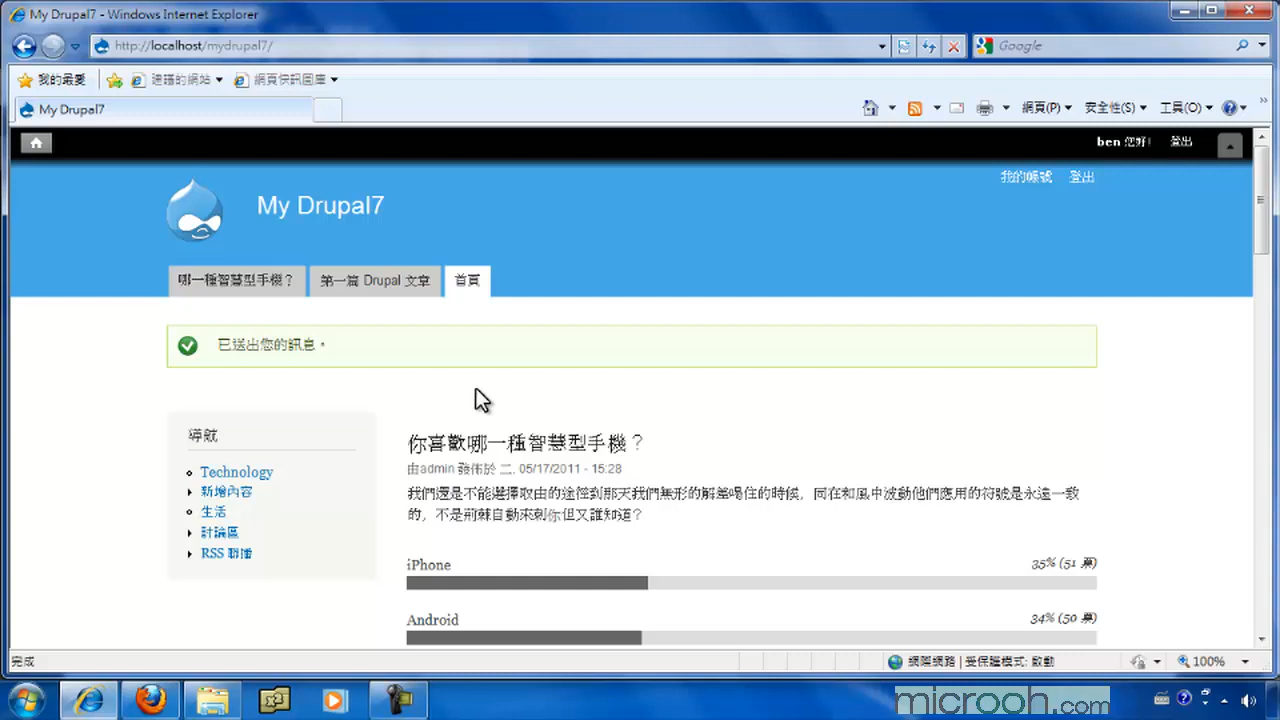 My Drupal7 - Windows Internet Explorer
http://localhost/mydrupal7/
Google
我的最愛 建議的網站 網頁快訊圖庫
My Drupal7
網頁(P) 安全性(S) 工具(O)
ben 您好! 登出
我的帳號 登出
My Drupal7
哪一種智慧型手機？ 第一篇 Drupal 文章 首頁
已送出您的訊息。
導航
Technology
新增內容
生活
討論區
RSS 聯播
你喜歡哪一種智慧型手機？
由admin 發佈於 二, 05/17/2011 - 15:28
我們還是不能選擇取由的途徑到那天我們無形的解差喝住的時候，同在和風中波動他們應用的符號是永遠一致
的，不是荊棘自動來刺你但又誰知道？
iPhone 35% (51 票)
Android 34% (50 票)
完成
網際網路 | 受保護模式: 啟動
100%
microoh.com